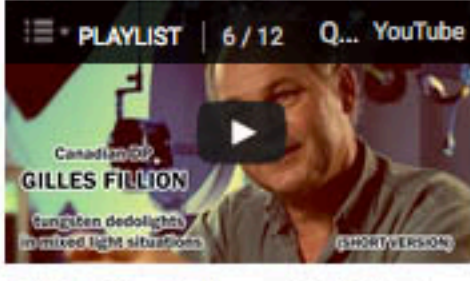 PLAYLIST | 6 / 12 Q... YouTube
Canadian DP
GILLES FILLION
tungsten dedolights
in mixed light situations
(SHORT VERSION)